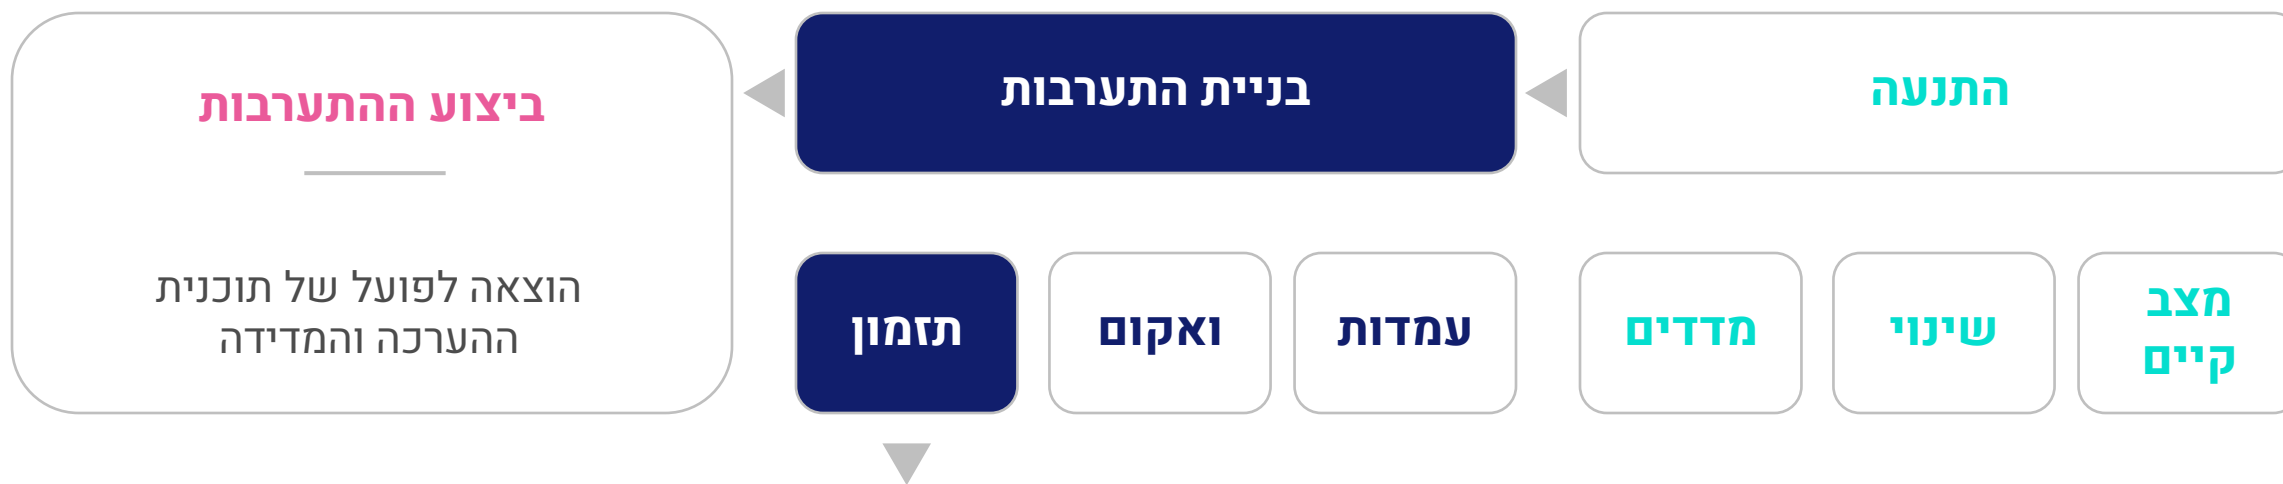 התנעה
בניית התערבות
ביצוע ההתערבות
הוצאה לפועל של תוכנית
ההערכה והמדידה
מצב
קיים
שינוי
מדדים
עמדות
ואקום
תזמון